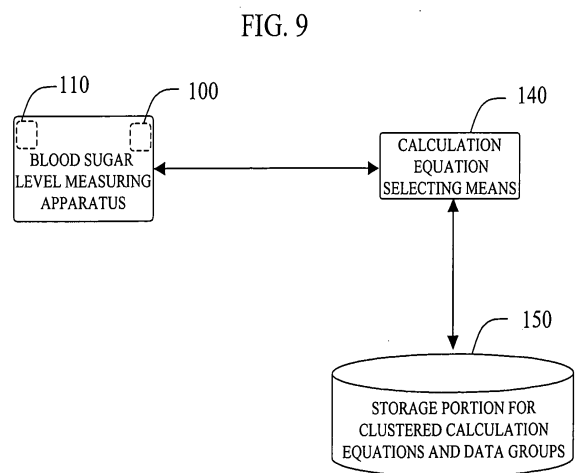 FIG. 9
110
100
BLOOD SUGAR
LEVEL MEASURING
APPARATUS
140
CALCULATION
EQUATION
SELECTING MEANS
150
STORAGE PORTION FOR
CLUSTERED CALCULATION
EQUATIONS AND DATA GROUPS